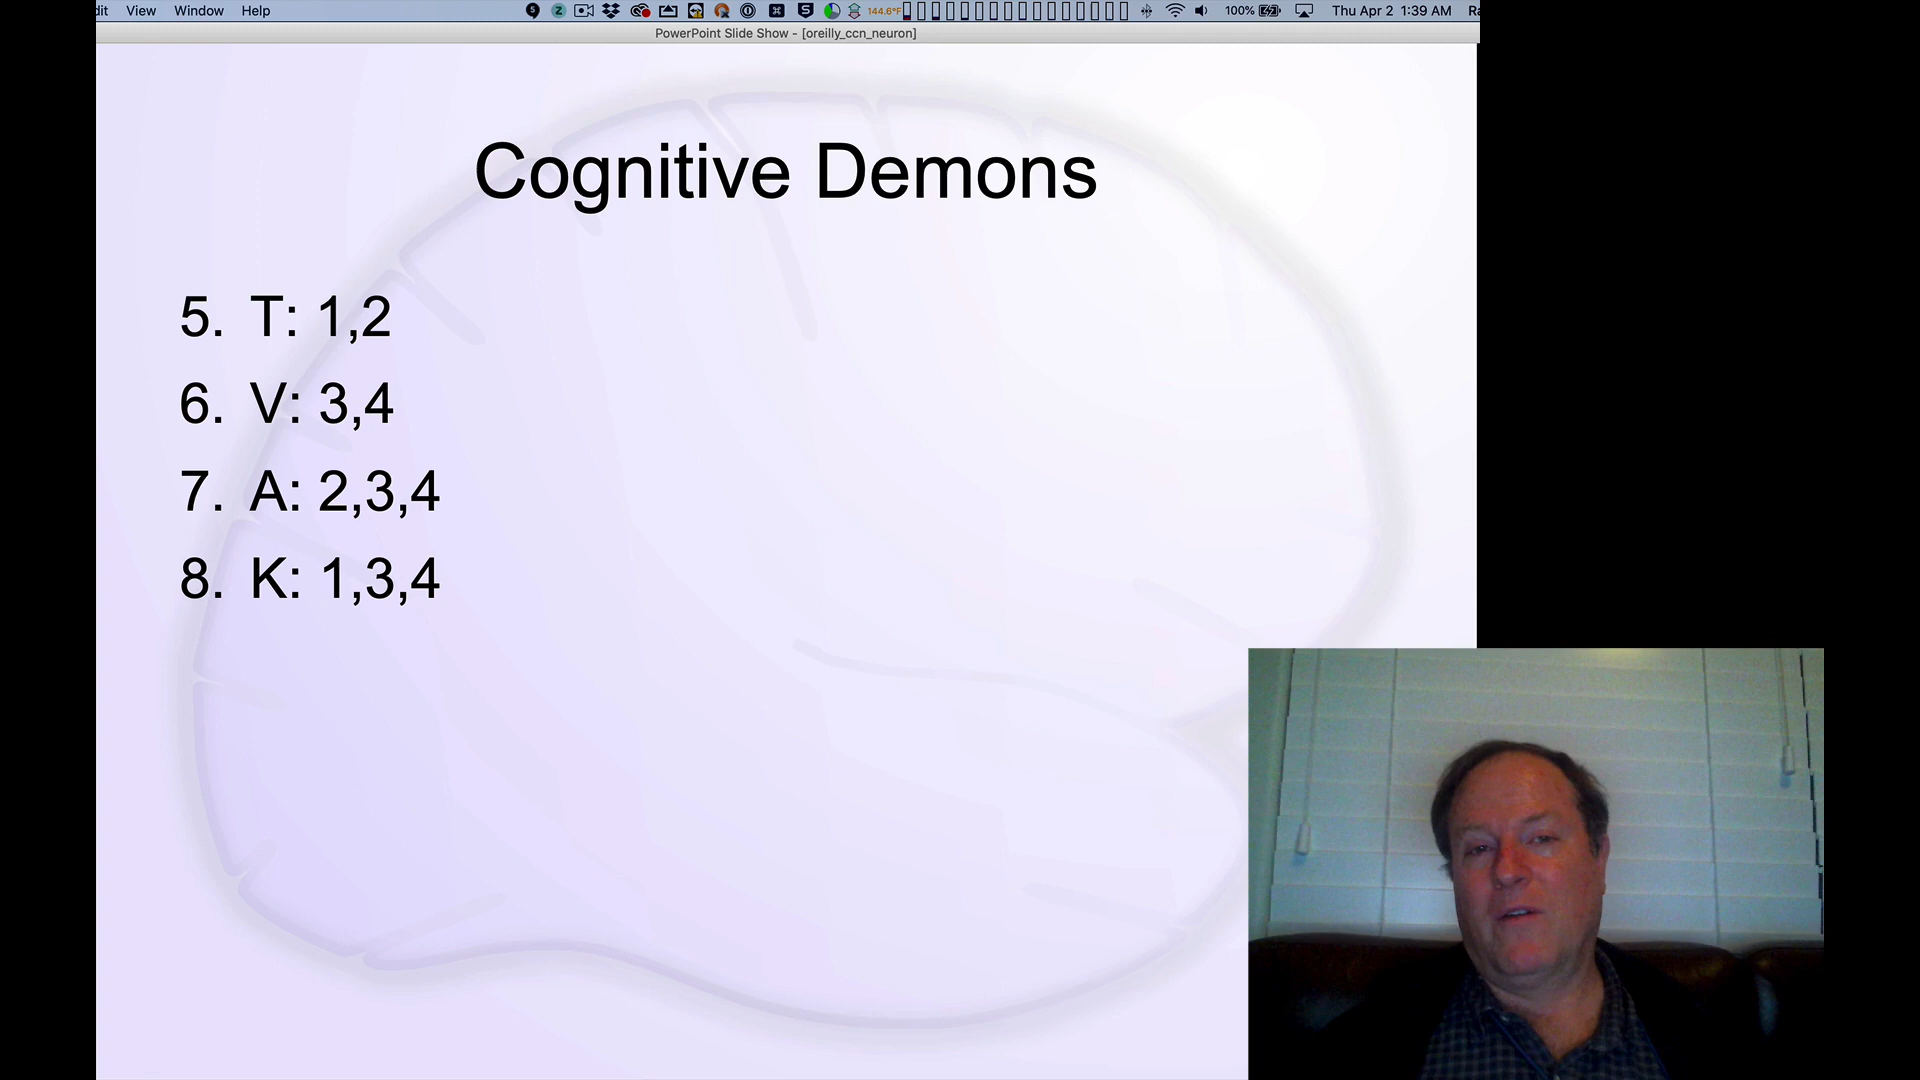 dit View Window Help 144.6°F 100% Thu Apr 2 1:39 AM Ra
PowerPoint Slide Show - [oreilly_ccn_neuron]
Cognitive Demons
5. T: 1,2
6. V: 3,4
7. A: 2,3,4
8. K: 1,3,4